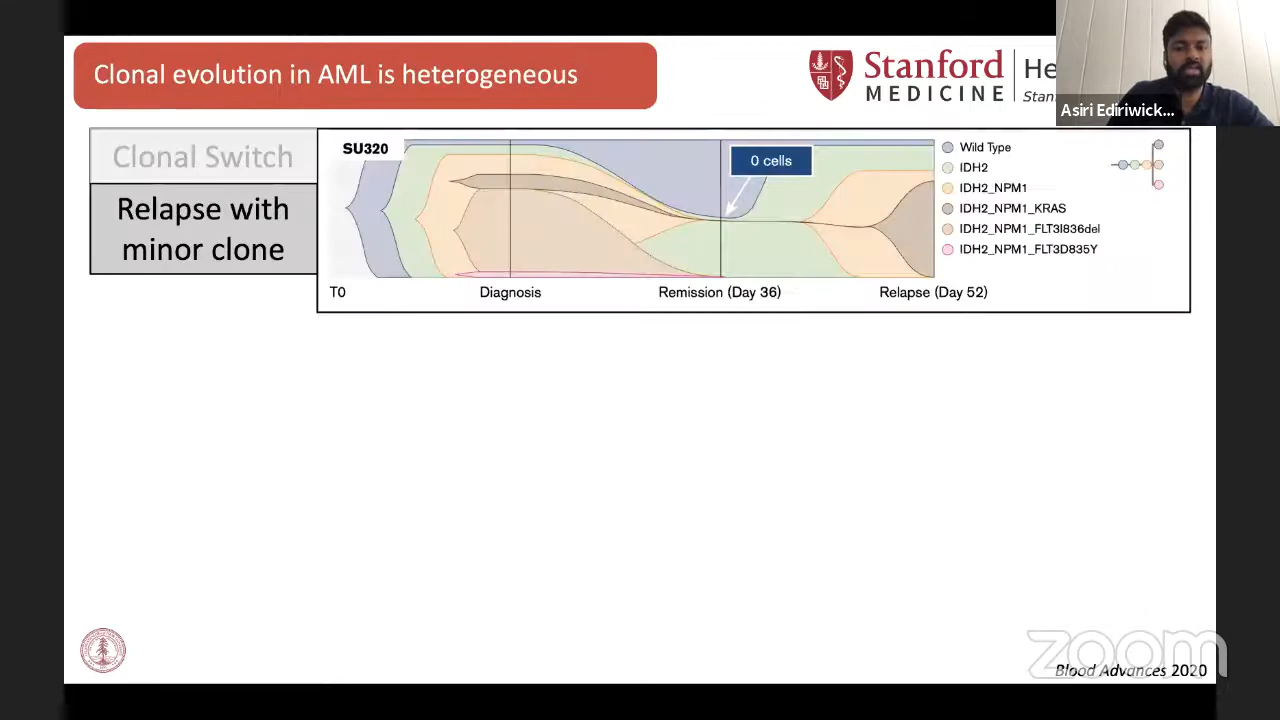 Clonal evolution in AML is heterogeneous
Stanford
MEDICINE
He
Stan
Asiri Ediriwick...
Clonal Switch
Relapse with
minor clone
SU320
0 cells
Wild Type
IDH2
IDH2_NPM1
IDH2_NPM1_KRAS
IDH2_NPM1_FLT3I836del
IDH2_NPM1_FLT3D835Y
T0
Diagnosis
Remission (Day 36)
Relapse (Day 52)
zoom
Blood Advances 2020